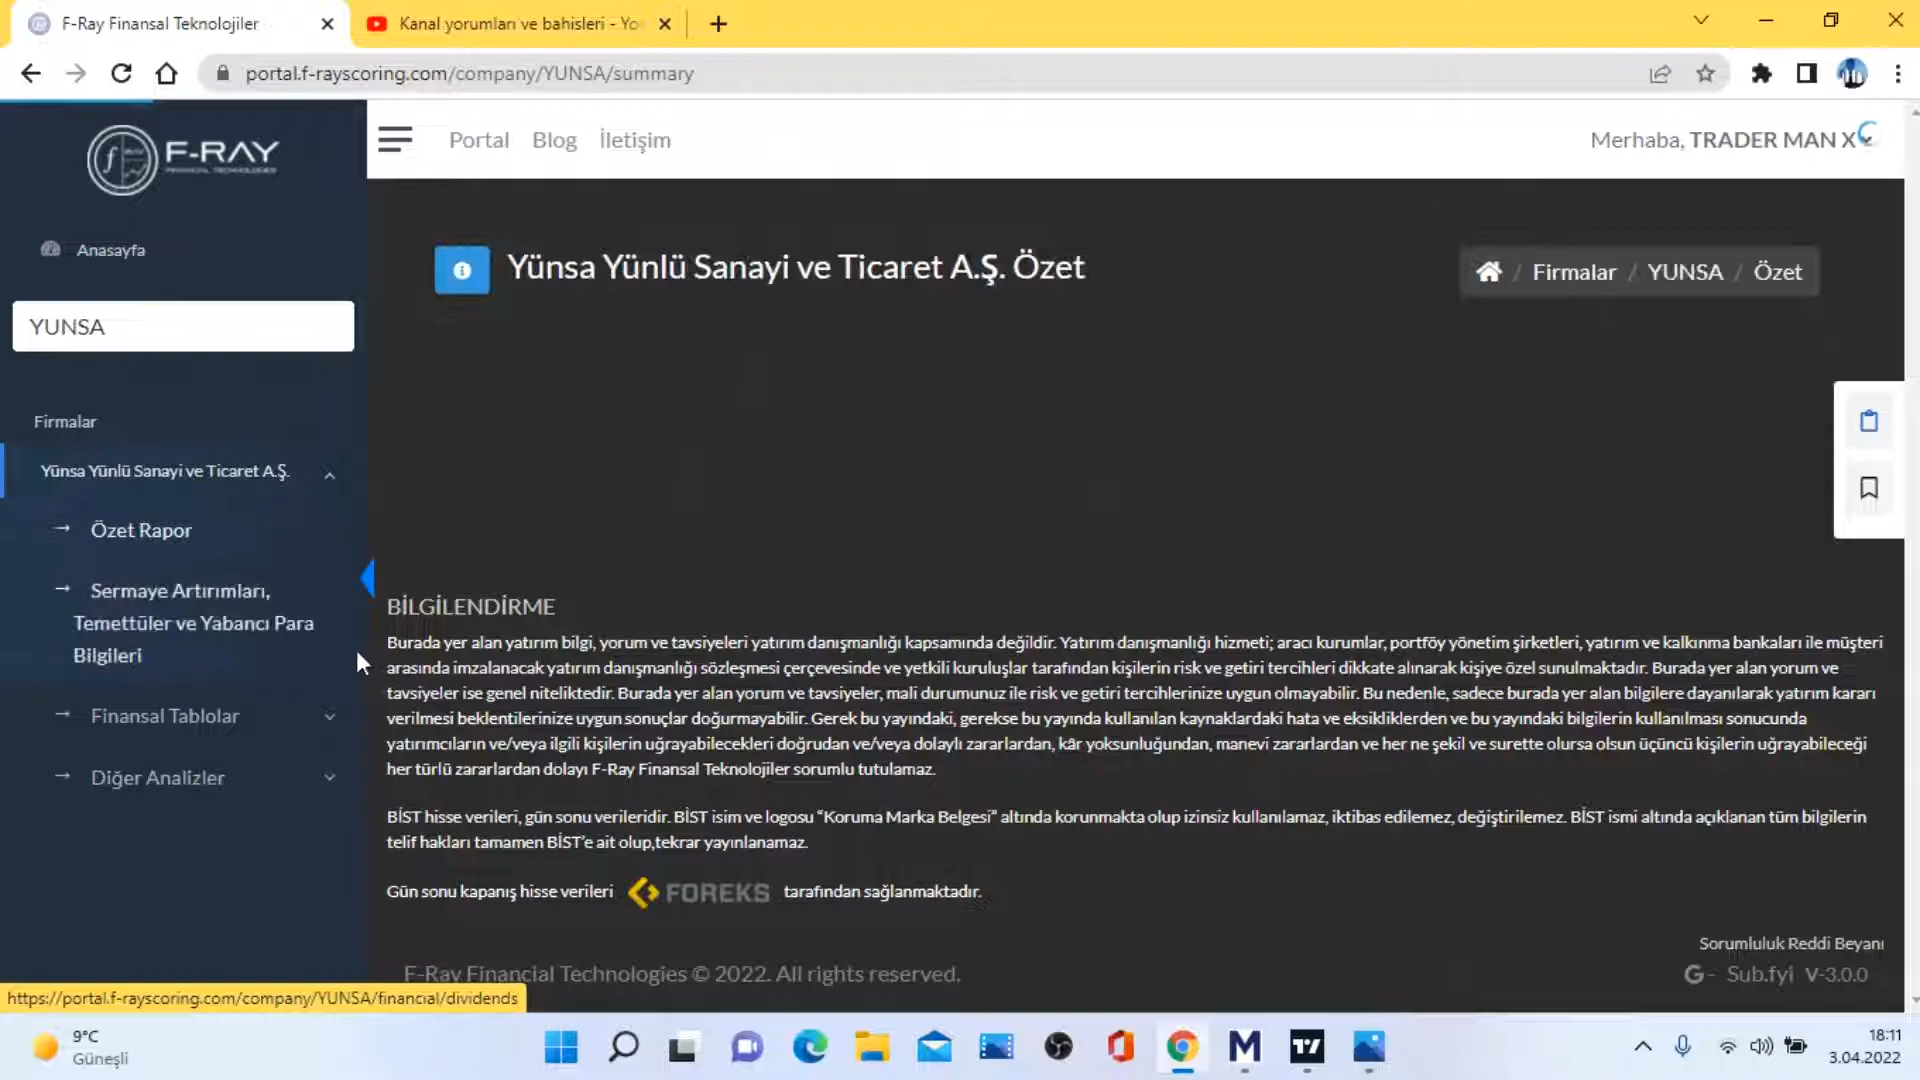 F-Ray Finansal Teknolojiler
Kanal yorumları ve bahisleri - Yo
portal.f-rayscoring.com/company/YUNSA/summary
F-RAY
FINANCIAL TECHNOLOGIES
Portal Blog İletişim
Merhaba, TRADER MAN X
Anasayfa
Yünsa Yünlü Sanayi ve Ticaret A.Ş. Özet
/ Firmalar / YUNSA / Özet
YUNSA
Firmalar
Yünsa Yünlü Sanayi ve Ticaret A.Ş.
Özet Rapor
Sermaye Artırımları,
Temettüler ve Yabancı Para
Bilgileri
Finansal Tablolar
Diğer Analizler
BİLGİLENDİRME
Burada yer alan yatırım bilgi, yorum ve tavsiyeleri yatırım danışmanlığı kapsamında değildir. Yatırım danışmanlığı hizmeti; aracı kurumlar, portföy yönetim şirketleri, yatırım ve kalkınma bankaları ile müşteri
arasında imzalanacak yatırım danışmanlığı sözleşmesi çerçevesinde ve yetkili kuruluşlar tarafından kişilerin risk ve getiri tercihleri dikkate alınarak kişiye özel sunulmaktadır. Burada yer alan yorum ve
tavsiyeler ise genel niteliktedir. Burada yer alan yorum ve tavsiyeler, mali durumunuz ile risk ve getiri tercihlerinize uygun olmayabilir. Bu nedenle, sadece burada yer alan bilgilere dayanılarak yatırım kararı
verilmesi beklentilerinize uygun sonuçlar doğurmayabilir. Gerek bu yayındaki, gerekse bu yayında kullanılan kaynaklardaki hata ve eksikliklerden ve bu yayındaki bilgilerin kullanılması sonucunda
yatırımcıların ve/veya ilgili kişilerin uğrayabilecekleri doğrudan ve/veya dolaylı zararlardan, kâr yoksunluğundan, manevi zararlardan ve her ne şekil ve surette olursa olsun üçüncü kişilerin uğrayabileceği
her türlü zararlardan dolayı F-Ray Finansal Teknolojiler sorumlu tutulamaz.
BİST hisse verileri, gün sonu verileridir. BİST isim ve logosu “Koruma Marka Belgesi” altında korunmakta olup izinsiz kullanılamaz, iktibas edilemez, değiştirilemez. BİST ismi altında açıklanan tüm bilgilerin
telif hakları tamamen BİST'e ait olup,tekrar yayınlanamaz.
Gün sonu kapanış hisse verileri FOREKS tarafından sağlanmaktadır.
Sorumluluk Reddi Beyanı
F-Ray Financial Technologies © 2022. All rights reserved.
G - Sub.fyi V-3.0.0
https://portal.f-rayscoring.com/company/YUNSA/financial/dividends
9°C
Güneşli
18:11
3.04.2022